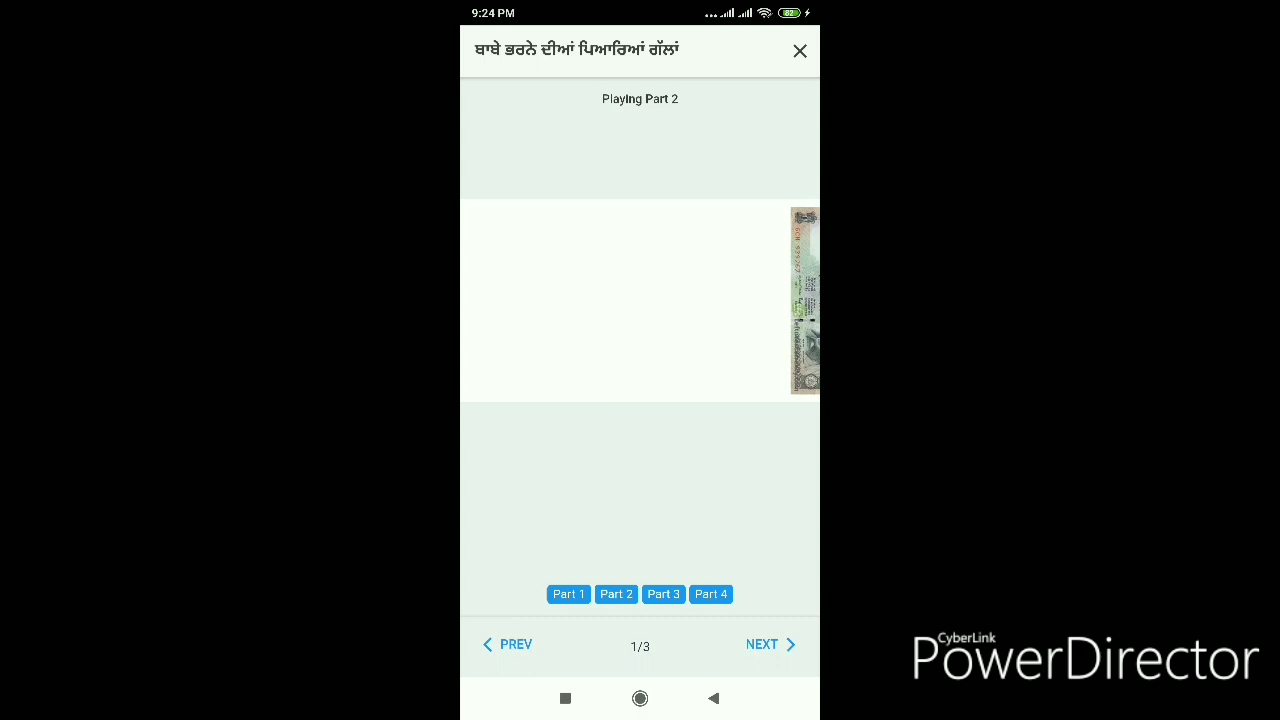 9:24 PM
82
ਬਾਬੇ ਭਰਨੇ ਦੀਆਂ ਪਿਆਰਿਆਂ ਗੱਲਾਂ
Playing Part 2
Part 1 Part 2 Part 3 Part 4
PREV 1/3 NEXT
CyberLink
PowerDirector